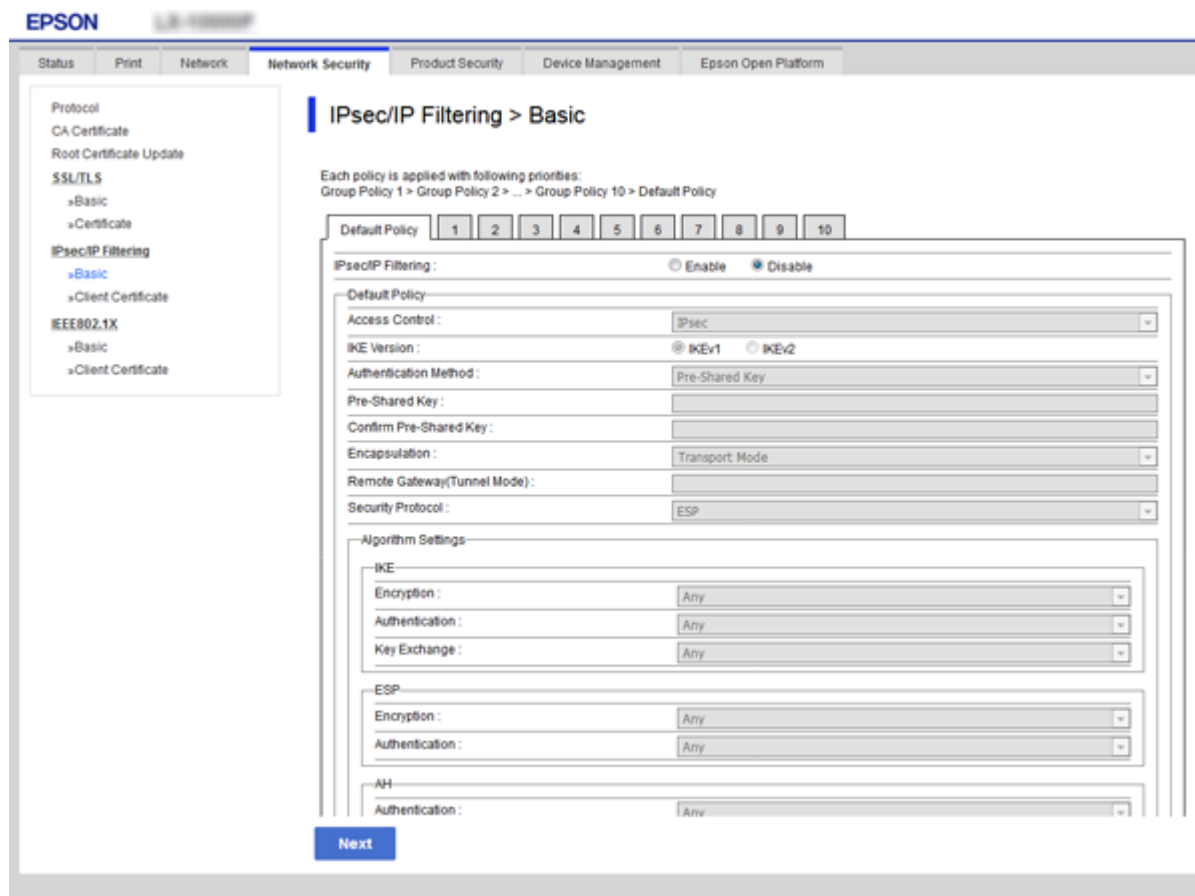 EPSON
Status Print Network Network Security Product Security Device Management Epson Open Platform
Protocol
CA Certificate
Root Certificate Update
SSL/TLS
»Basic
»Certificate
IPsec/IP Filtering
»Basic
»Client Certificate
IEEE802.1X
»Basic
»Client Certificate
IPsec/IP Filtering > Basic
Each policy is applied with following priorities:
Group Policy 1 > Group Policy 2 > ... > Group Policy 10 > Default Policy
Default Policy 1 2 3 4 5 6 7 8 9 10
IPsec/IP Filtering : Enable Disable
Default Policy
Access Control : IPsec
IKE Version : IKEv1 IKEv2
Authentication Method : Pre-Shared Key
Pre-Shared Key :
Confirm Pre-Shared Key :
Encapsulation : Transport Mode
Remote Gateway(Tunnel Mode) :
Security Protocol : ESP
Algorithm Settings
IKE
Encryption : Any
Authentication : Any
Key Exchange : Any
ESP
Encryption : Any
Authentication : Any
AH
Authentication : Any
Next